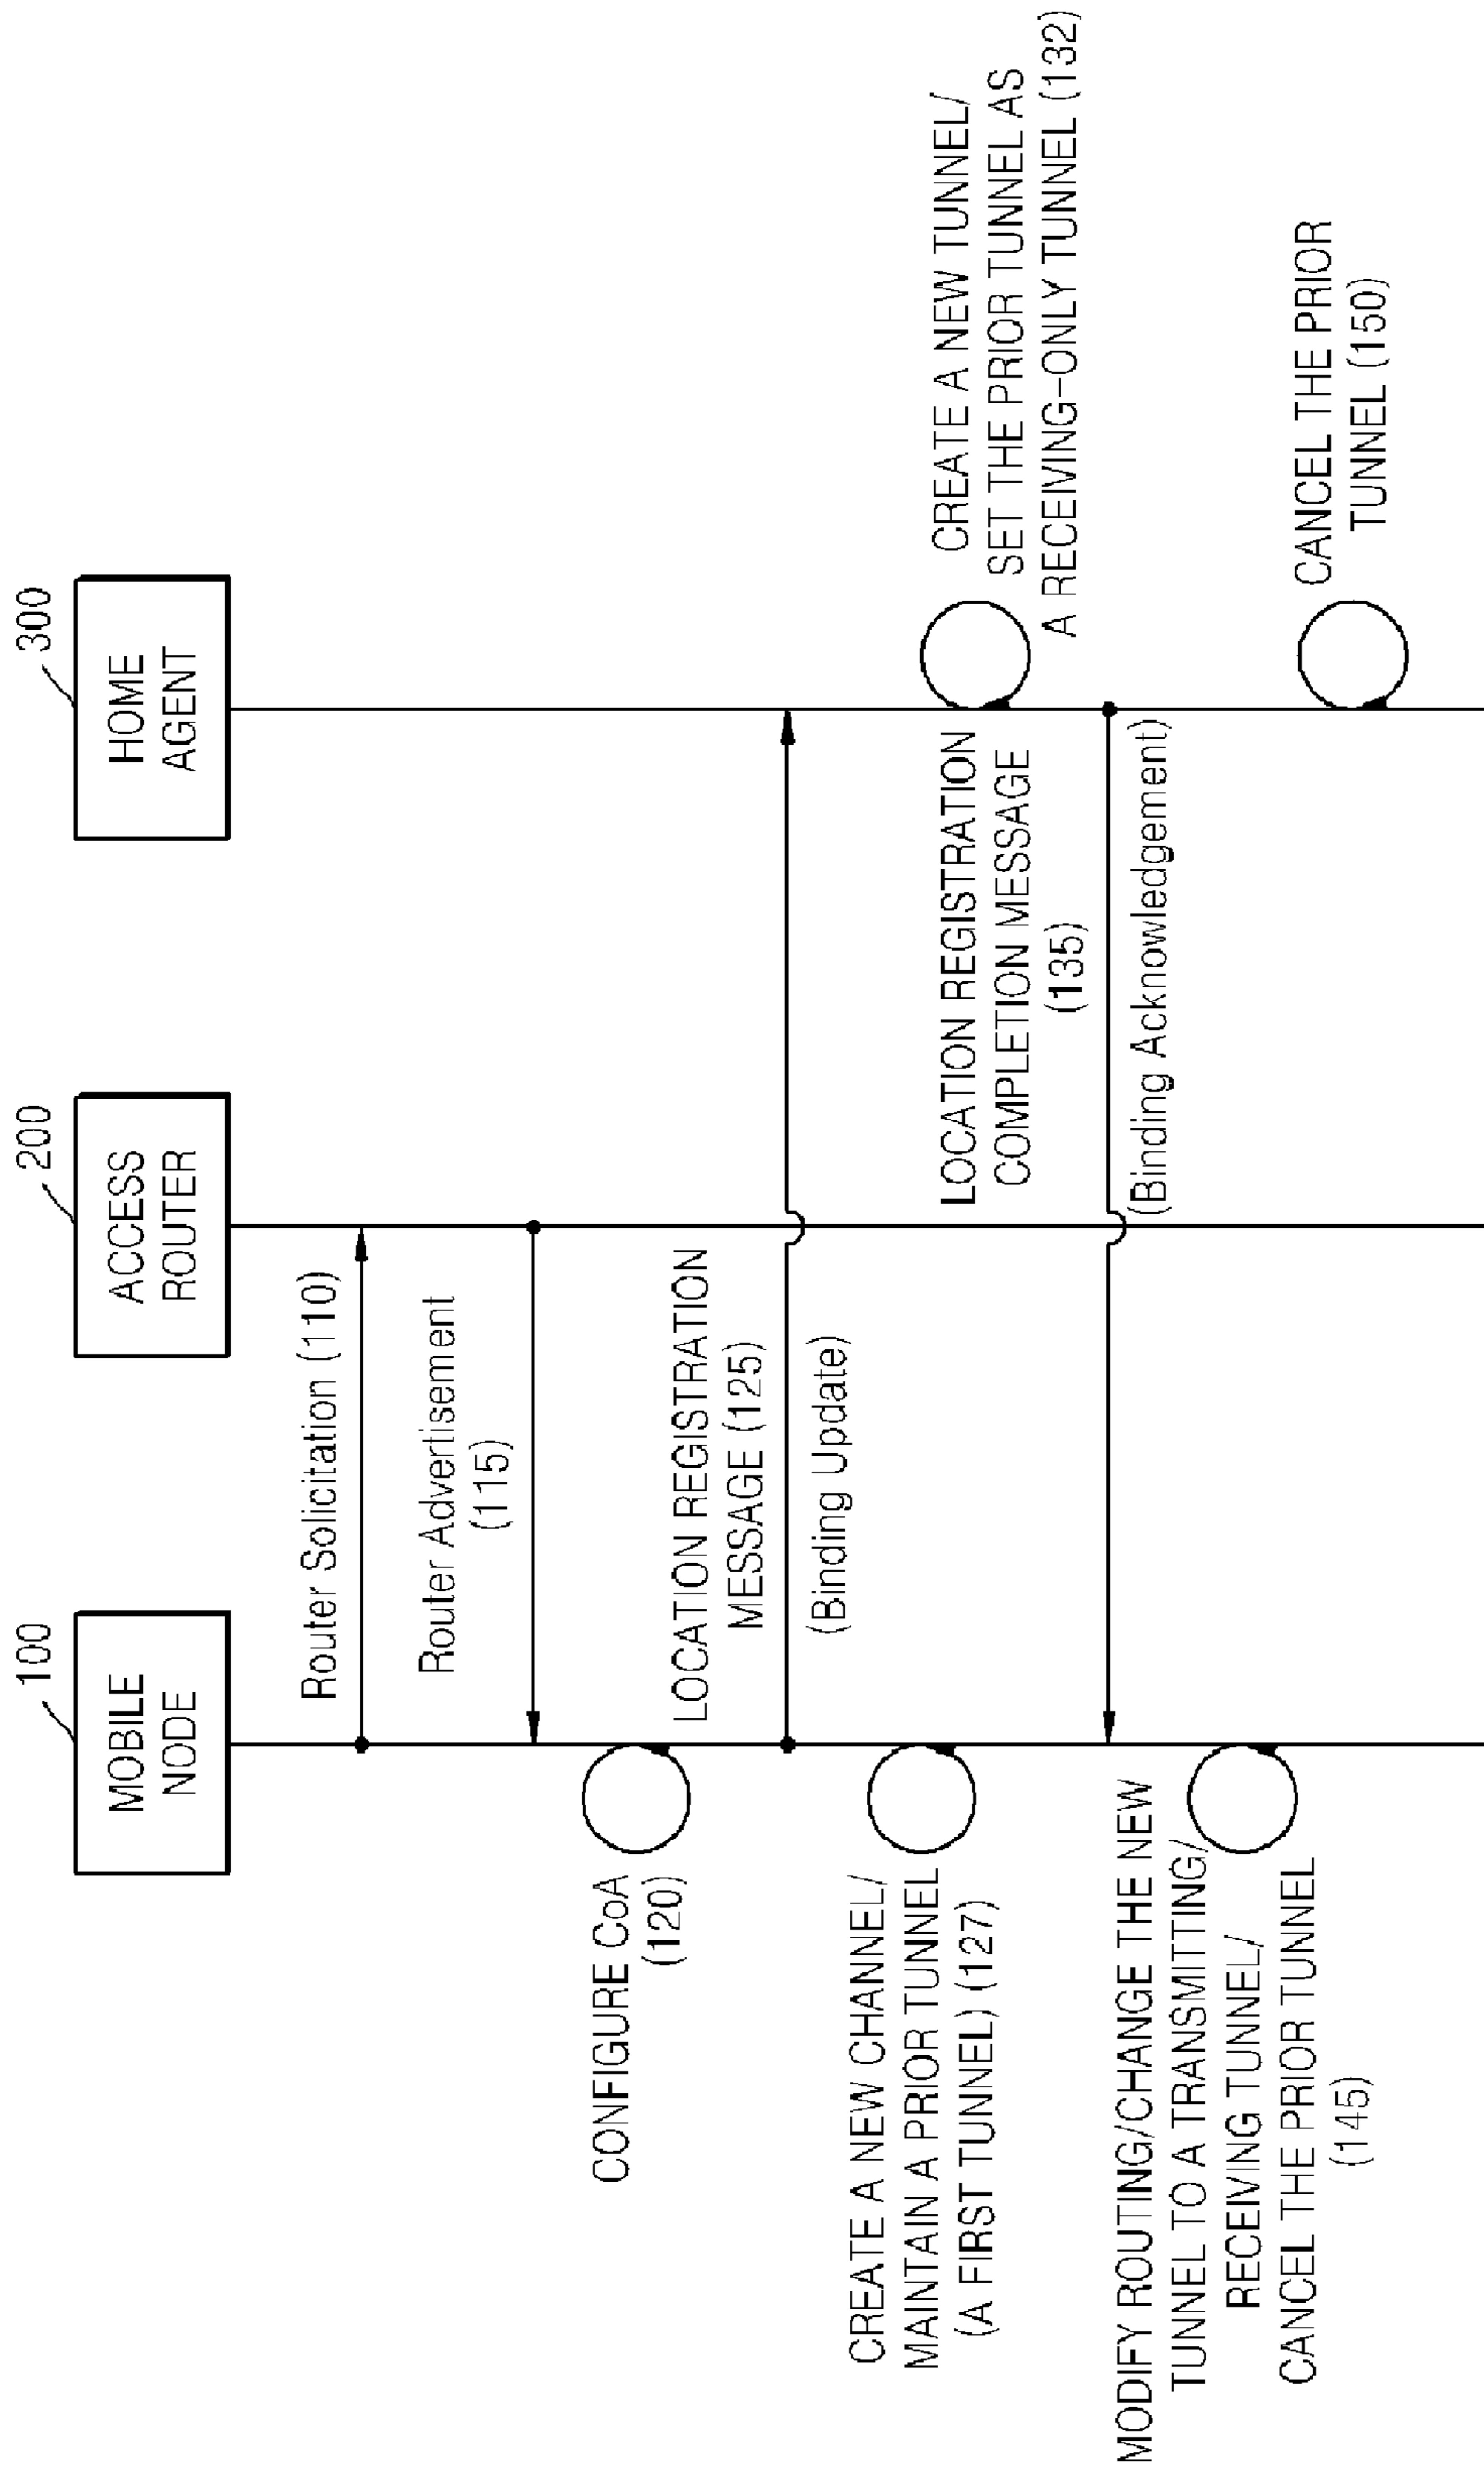 100
MOBILE
NODE
200
ACCESS
ROUTER
300
HOME
AGENT
Router Solicitation (110)
Router Advertisement
(115)
CONFIGURE CoA
(120)
LOCATION REGISTRATION
MESSAGE (125)
(Binding Update)
CREATE A NEW CHANNEL/
MAINTAIN A PRIOR TUNNEL
(A FIRST TUNNEL) (127)
CREATE A NEW TUNNEL/
SET THE PRIOR TUNNEL AS
A RECEIVING-ONLY TUNNEL (132)
LOCATION REGISTRATION
COMPLETION MESSAGE
(135)
(Binding Acknowledgement)
MODIFY ROUTING/CHANGE THE NEW
TUNNEL TO A TRANSMITTING/
RECEIVING TUNNEL/
CANCEL THE PRIOR TUNNEL
(145)
CANCEL THE PRIOR
TUNNEL (150)